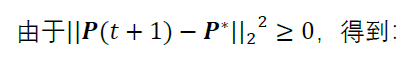 由于||P(t + 1) − P*||₂² ≥ 0，得到：